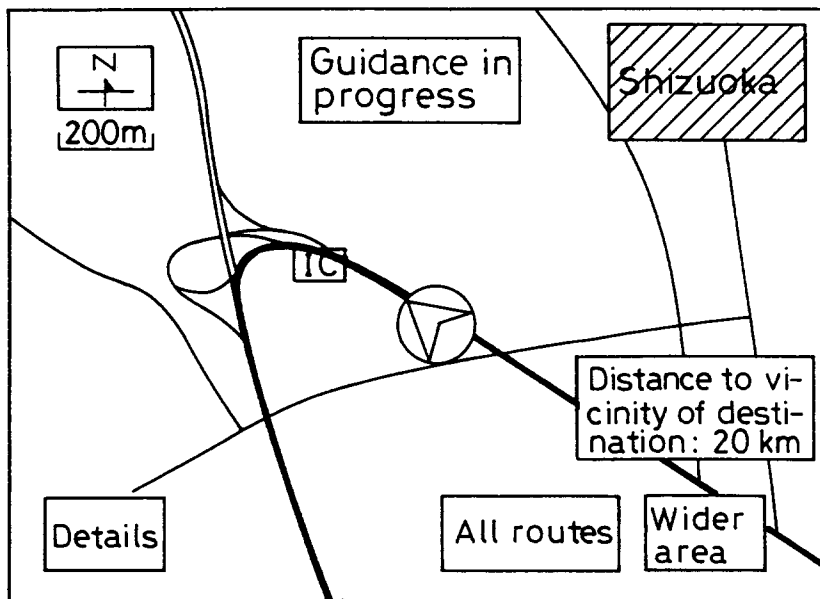 N
200m
Guidance in
progress
Shizuoka
IC
Distance to vi-
cinity of desti-
nation: 20 km
Details
All routes
Wider
area